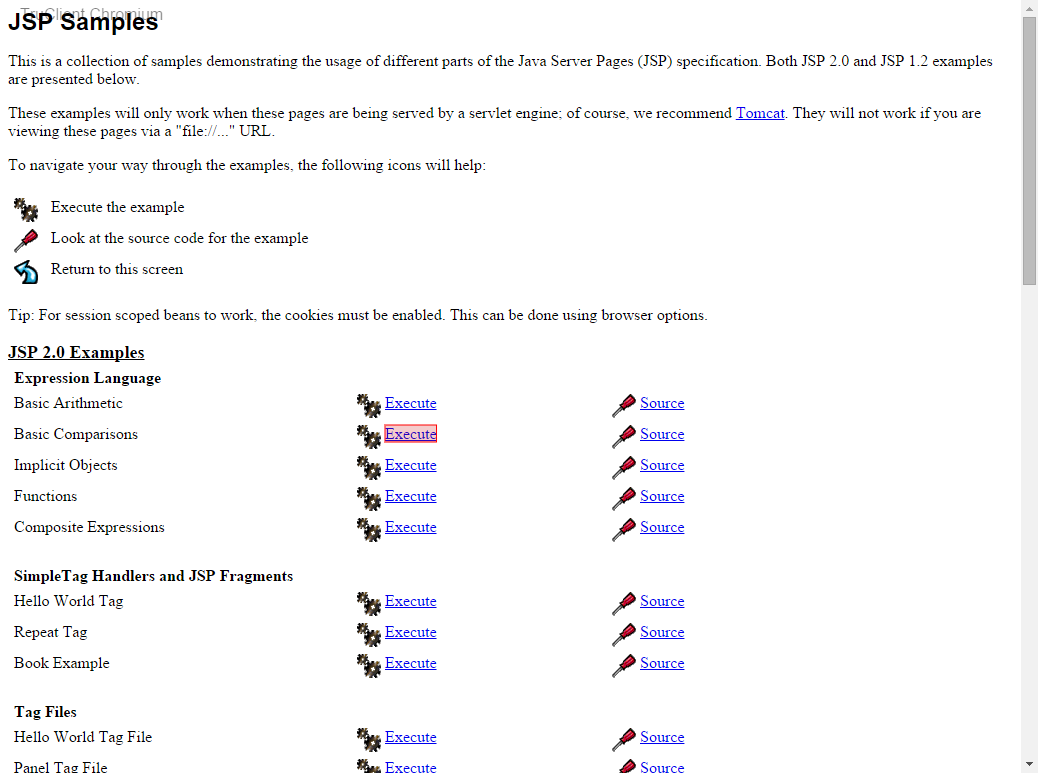 TruClient Chromium
JSP Samples
This is a collection of samples demonstrating the usage of different parts of the Java Server Pages (JSP) specification. Both JSP 2.0 and JSP 1.2 examples
are presented below.
These examples will only work when these pages are being served by a servlet engine; of course, we recommend Tomcat. They will not work if you are
viewing these pages via a "file://..." URL.
To navigate your way through the examples, the following icons will help:
Execute the example
Look at the source code for the example
Return to this screen
Tip: For session scoped beans to work, the cookies must be enabled. This can be done using browser options.
JSP 2.0 Examples
Expression Language
Basic Arithmetic Execute Source
Basic Comparisons Execute Source
Implicit Objects Execute Source
Functions Execute Source
Composite Expressions Execute Source
SimpleTag Handlers and JSP Fragments
Hello World Tag Execute Source
Repeat Tag Execute Source
Book Example Execute Source
Tag Files
Hello World Tag File Execute Source
Panel Tag File Execute Source